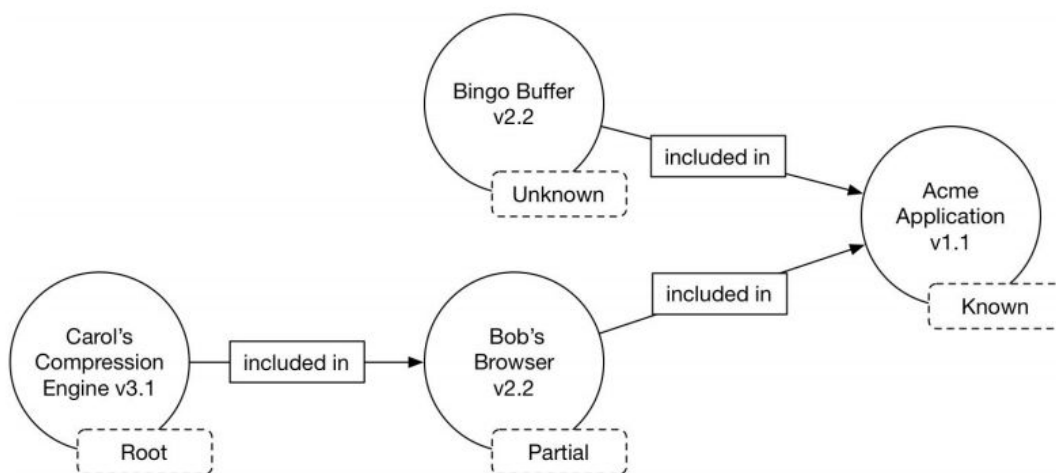 Bingo Buffer
v2.2
Unknown
included in
Acme
Application
v1.1
Known
Carol's
Compression
Engine v3.1
Root
included in
Bob's
Browser
v2.2
Partial
included in